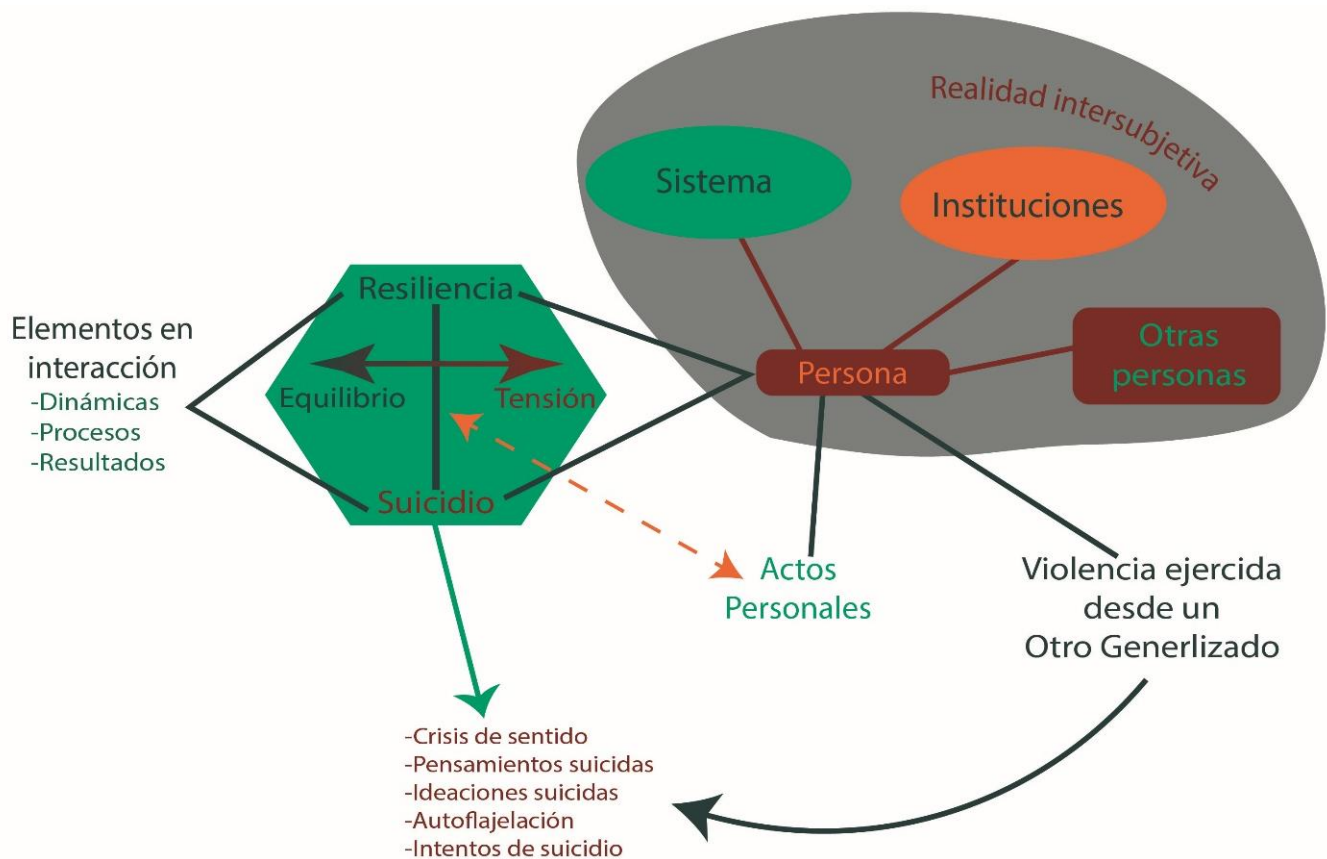 Realidad intersubjetiva
Sistema
Instituciones
Resiliencia
Elementos en
interacción
-Dinámicas
-Procesos
-Resultados
Equilibrio
Tensión
Persona
Otras
personas
Suicidio
Actos
Personales
Violencia ejercida
desde un
Otro Generlizado
-Crisis de sentido
-Pensamientos suicidas
-Ideaciones suicidas
-Autoflajelación
-Intentos de suicidio